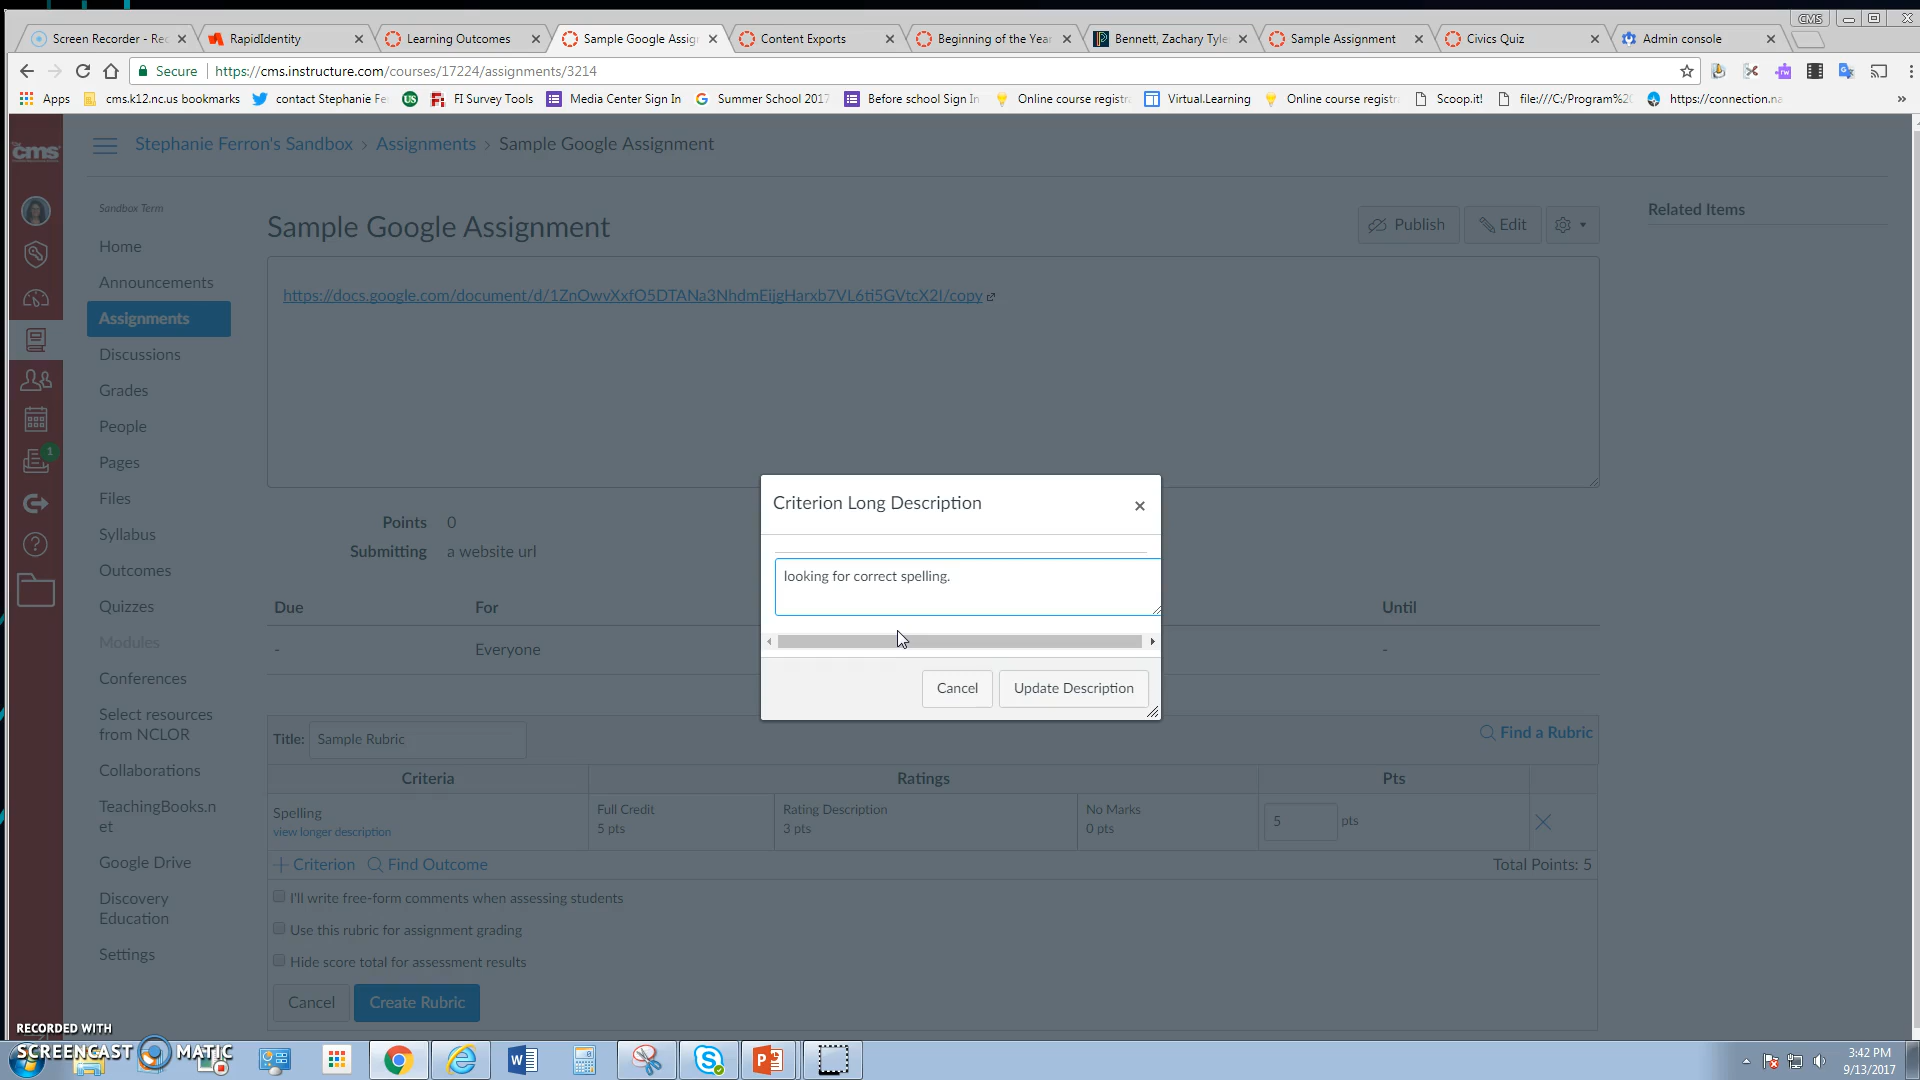 CMS
Screen Recorder - Rec
RapidIdentity
Learning Outcomes
Sample Google Assign
Content Exports
Beginning of the Year
Bennett, Zachary Tyle
Sample Assignment
Civics Quiz
Admin console
Secure
https://cms.instructure.com/courses/17224/assignments/3214
Apps
cms.k12.nc.us bookmarks
contact Stephanie Fe
FI Survey Tools
Media Center Sign In
Summer School 2017
Before school Sign In
Online course registr
Virtual.Learning
Online course registr
Scoop.it!
file:///C:/Program%20
https://connection.na
cms
Stephanie Ferron's Sandbox > Assignments > Sample Google Assignment
Sandbox Term
Home
Announcements
Assignments
Discussions
Grades
People
Pages
Files
Syllabus
Outcomes
Quizzes
Modules
Conferences
Select resources
from NCLOR
Collaborations
TeachingBooks.n
et
Google Drive
Discovery
Education
Settings
1
Sample Google Assignment
Publish
Edit
Related Items
https://docs.google.com/document/d/1ZnOwvXxfO5DTANa3NhdmEijgHarxb7VL6ti5GVtcX2I/copy
Points 0
Submitting a website url
Due For Until
- Everyone -
Criterion Long Description
looking for correct spelling.
Cancel
Update Description
Title: Sample Rubric
Find a Rubric
Criteria Ratings Pts
Spelling
view longer description
Full Credit
5 pts
Rating Description
3 pts
No Marks
0 pts
5 pts
Criterion Find Outcome
Total Points: 5
I'll write free-form comments when assessing students
Use this rubric for assignment grading
Hide score total for assessment results
Cancel
Create Rubric
RECORDED WITH
SCREENCAST MATIC
3:42 PM
9/13/2017